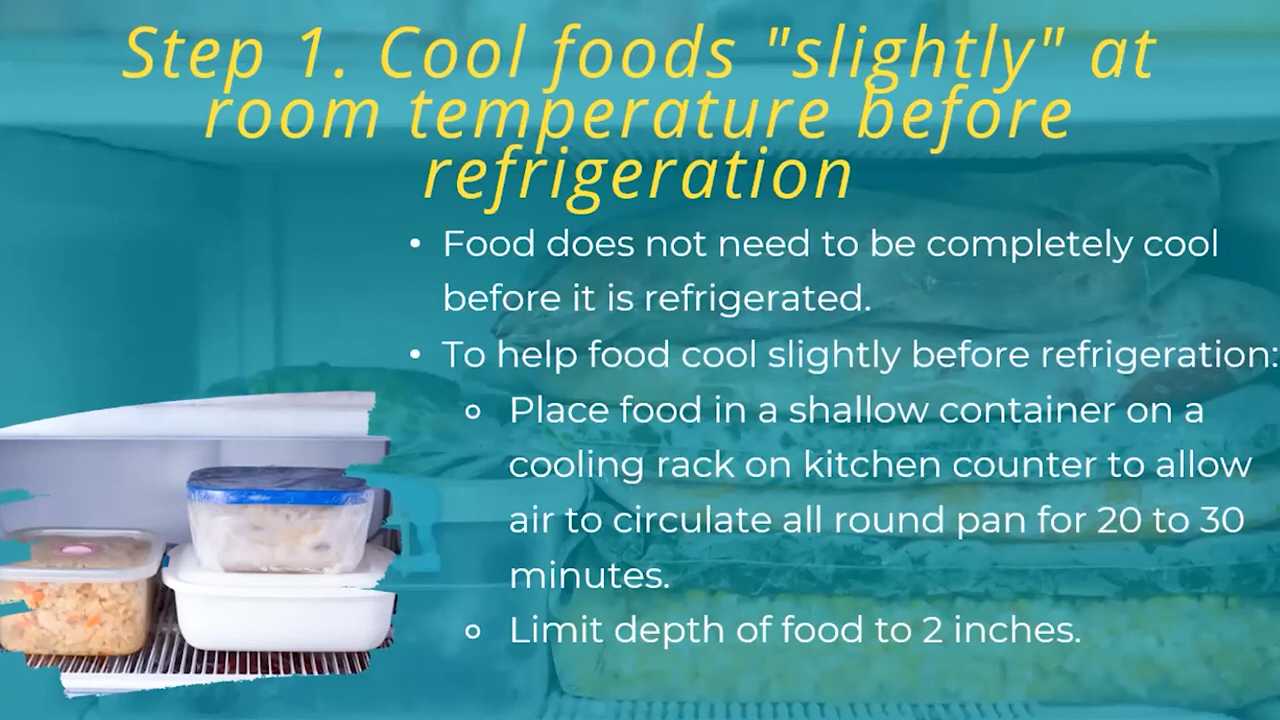 Step 1. Cool foods "slightly" at
room temperature before
refrigeration
• Food does not need to be completely cool
before it is refrigerated.
• To help food cool slightly before refrigeration:
○ Place food in a shallow container on a
cooling rack on kitchen counter to allow
air to circulate all round pan for 20 to 30
minutes.
○ Limit depth of food to 2 inches.